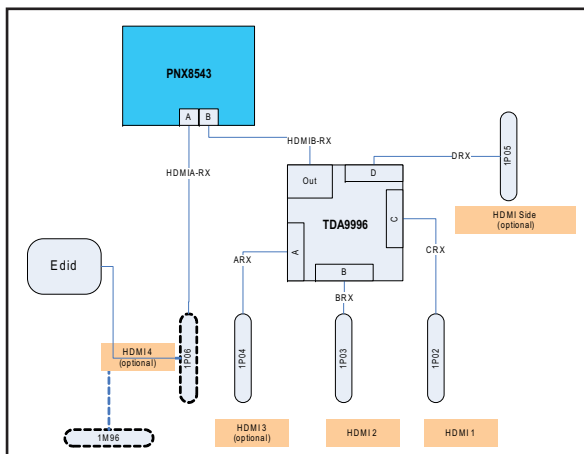 PNX8543
A B
HDMIB-RX
DRX
1P05
HDMIA-RX
Out
D
TDA9996
C
HDMI Side
(optional)
Edid
ARX
A
B
CRX
BRX
HDMI4
(optional)
1P06
1P04
1P03
1P02
1M96
HDMI3
(optional)
HDMI2
HDMI1